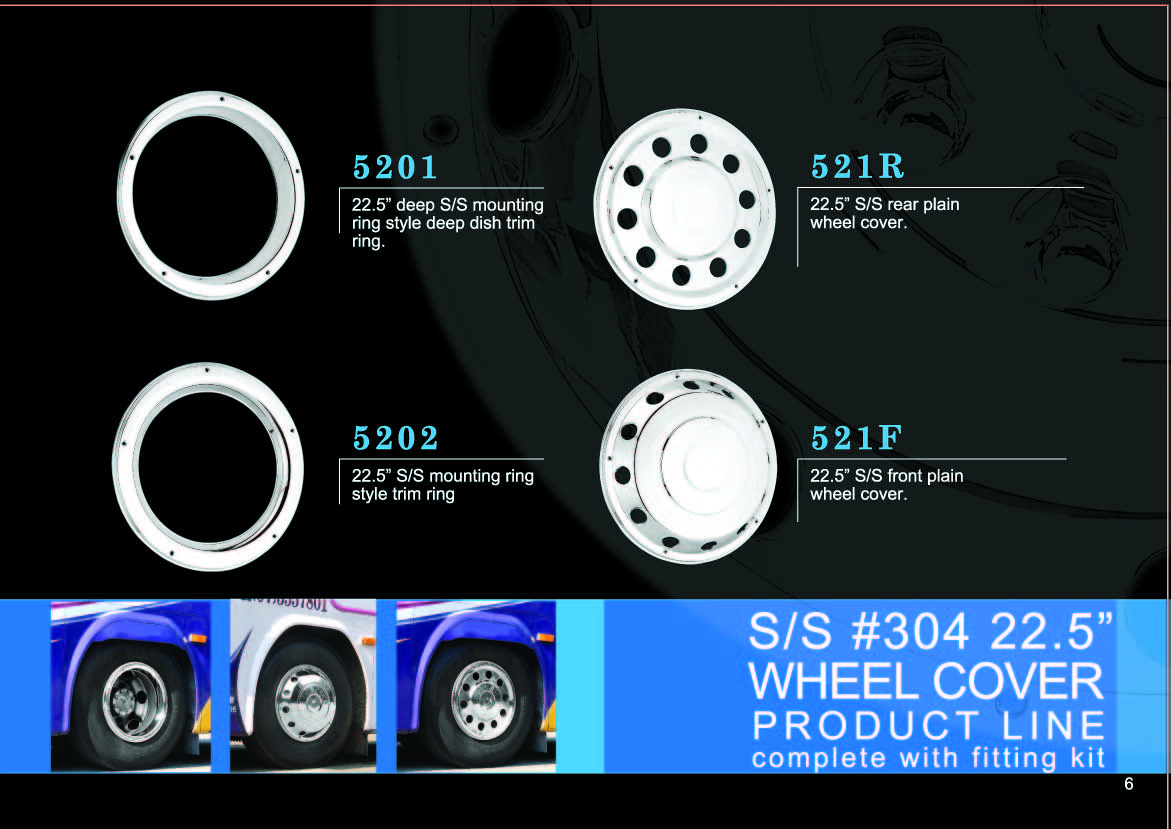 5201
22.5” deep S/S mounting
ring style deep dish trim
ring.
521R
22.5” S/S rear plain
wheel cover.
5202
22.5” S/S mounting ring
style trim ring
521F
22.5” S/S front plain
wheel cover.
S/S #304 22.5”
WHEEL COVER
PRODUCT LINE
complete with fitting kit
6